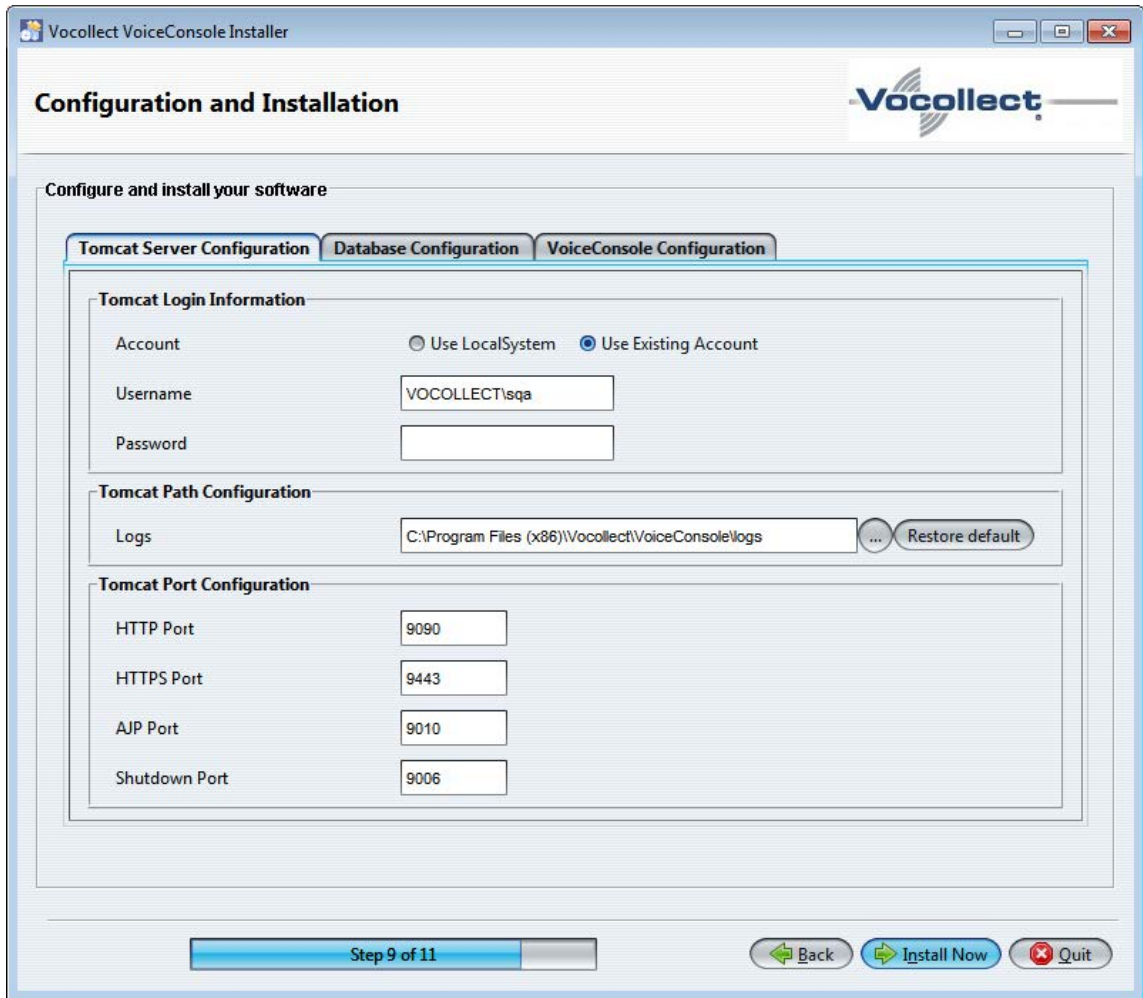 Vocollect VoiceConsole Installer
Configuration and Installation
Vocollect
Configure and install your software
Tomcat Server Configuration Database Configuration VoiceConsole Configuration
Tomcat Login Information
Account Use LocalSystem Use Existing Account
Username VOCOLLECT\sqa
Password
Tomcat Path Configuration
Logs C:\Program Files (x86)\Vocollect\VoiceConsole\logs ... Restore default
Tomcat Port Configuration
HTTP Port 9090
HTTPS Port 9443
AJP Port 9010
Shutdown Port 9006
Step 9 of 11 Back Install Now Quit